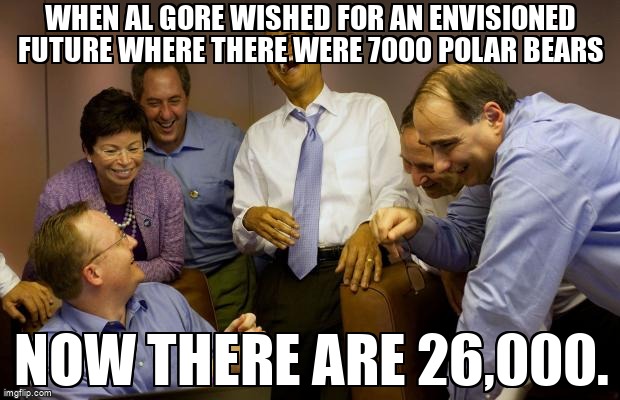 WHEN AL GORE WISHED FOR AN ENVISIONED
FUTURE WHERE THERE WERE 7000 POLAR BEARS
NOW THERE ARE 26,000.
imgflip.com